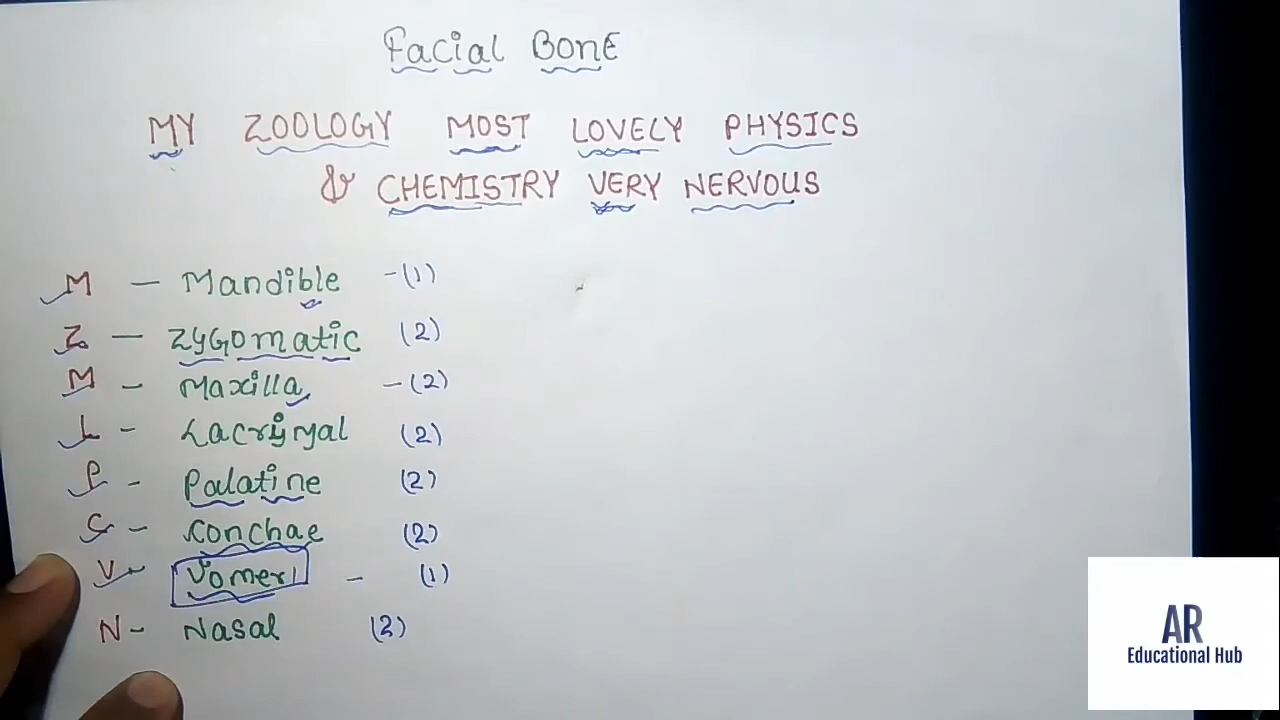 Facial Bone
MY ZOOLOGY MOST LOVELY PHYSICS
& CHEMISTRY VERY NERVOUS
M - Mandible - (1)
Z - Zygomatic (2)
M - Maxilla - (2)
L - Lacrymal (2)
P - Palatine (2)
C - Conchae (2)
V - Vomer - (1)
N - Nasal (2)
AR
Educational Hub